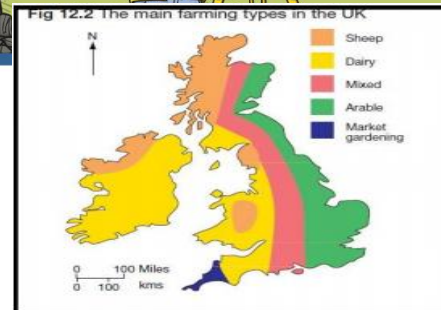 Fig 12.2 The main farming types in the UK
N
Sheep
Dairy
Mixed
Arable
Market
gardening
0 100 Miles
0 100 kms